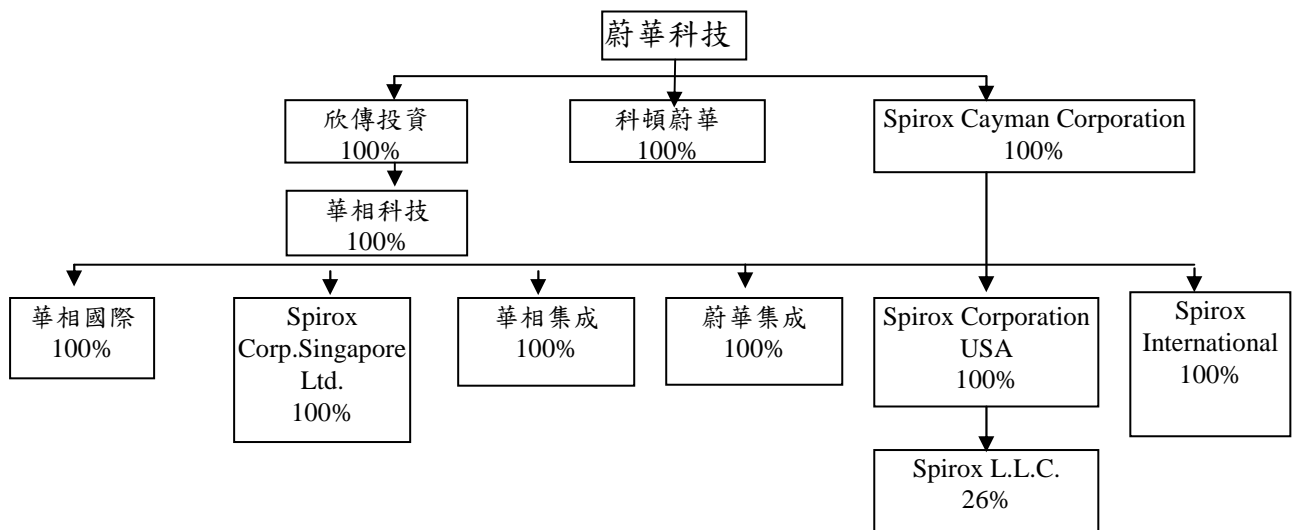 蔚華科技
欣傳投資
100%
科頓蔚華
100%
Spirox Cayman Corporation
100%
華相科技
100%
華相國際
100%
Spirox
Corp.Singapore
Ltd.
100%
華相集成
100%
蔚華集成
100%
Spirox Corporation
USA
100%
Spirox
International
100%
Spirox L.L.C.
26%